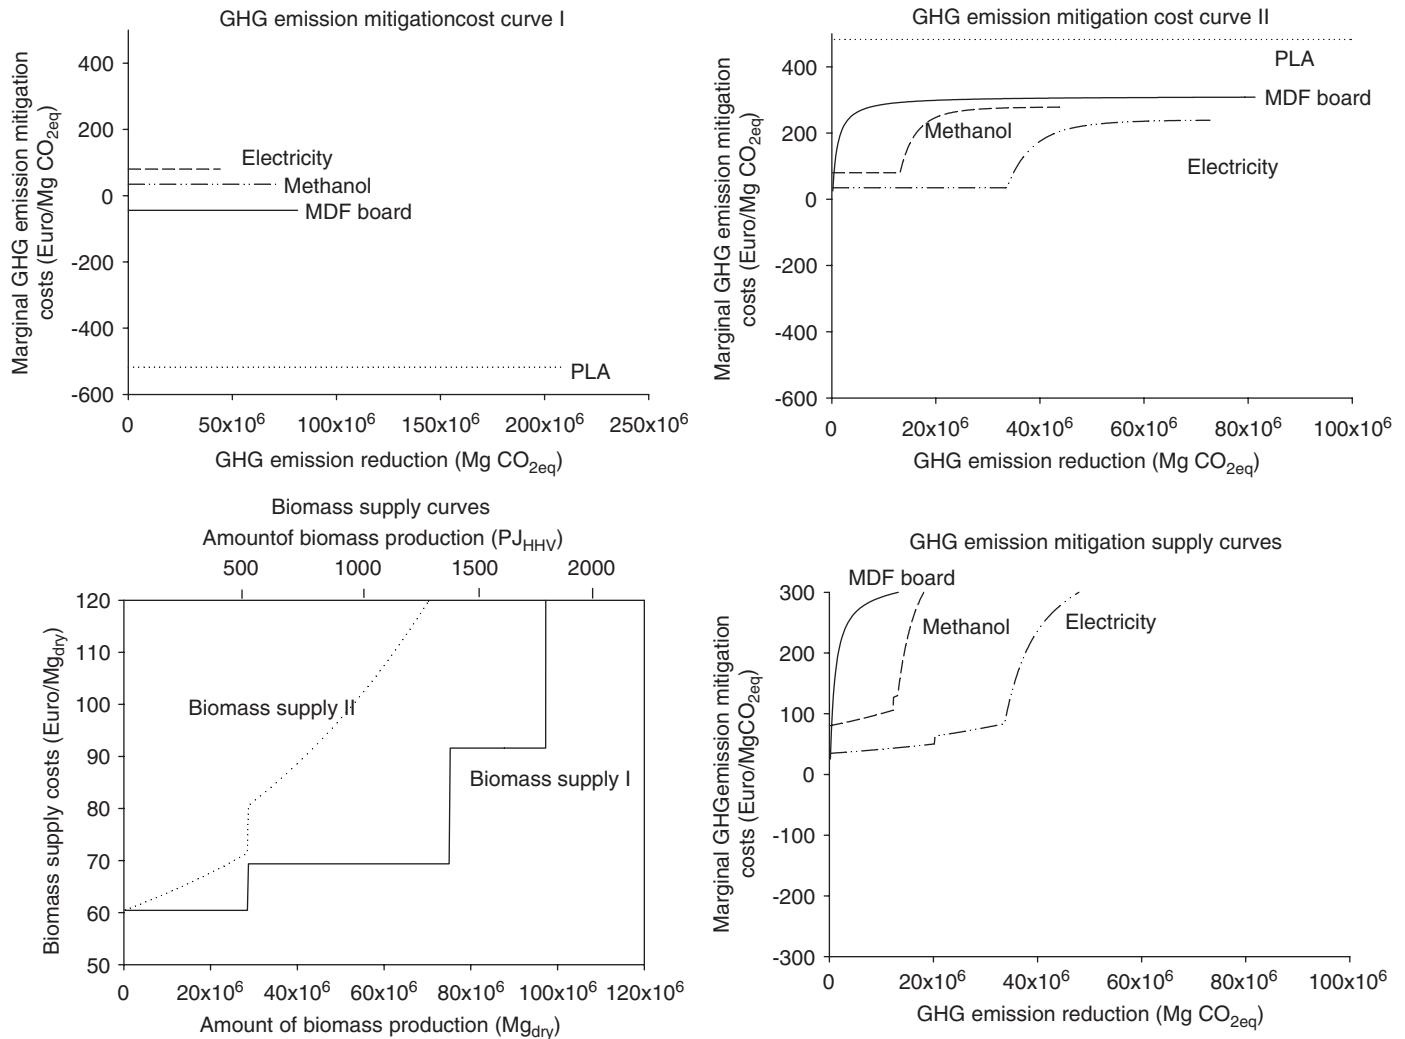 GHG emission mitigationcost curve I
Marginal GHG emission mitigation
costs (Euro/Mg CO2eq)
400
200
0
-200
-400
-600
Electricity
Methanol
MDF board
PLA
0 50x10^6 100x10^6 150x10^6 200x10^6 250x10^6
GHG emission reduction (Mg CO2eq)
GHG emission mitigation cost curve II
Marginal GHG emission mitigation
costs (Euro/Mg CO2eq)
400
200
0
-200
-400
-600
PLA
MDF board
Methanol
Electricity
0 20x10^6 40x10^6 60x10^6 80x10^6 100x10^6
GHG emission reduction (Mg CO2eq)
Biomass supply curves
Amountof biomass production (PJHHV)
500 1000 1500 2000
Biomass supply costs (Euro/Mgdry)
120
110
100
90
80
70
60
50
Biomass supply II
Biomass supply I
0 20x10^6 40x10^6 60x10^6 80x10^6 100x10^6 120x10^6
Amount of biomass production (Mgdry)
GHG emission mitigation supply curves
Marginal GHGemission mitigation
costs (Euro/MgCO2eq)
300
200
100
0
-100
-200
-300
MDF board
Methanol
Electricity
0 20x10^6 40x10^6 60x10^6 80x10^6 100x10^6
GHG emission reduction (Mg CO2eq)